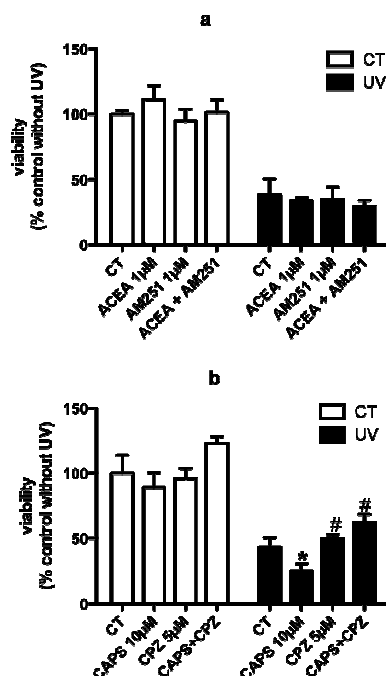 a
viability
(% control without UV)
150
100
50
0
CT
UV
CT
ACEA 1µM
AM251 1µM
ACEA + AM251
CT
ACEA 1µM
AM251 1µM
ACEA + AM251
b
viability
(% control without UV)
150
100
50
0
CT
UV
*
#
#
CT
CAPS 10µM
CPZ 5µM
CAPS+CPZ
CT
CAPS 10µM
CPZ 5µM
CAPS+CPZ